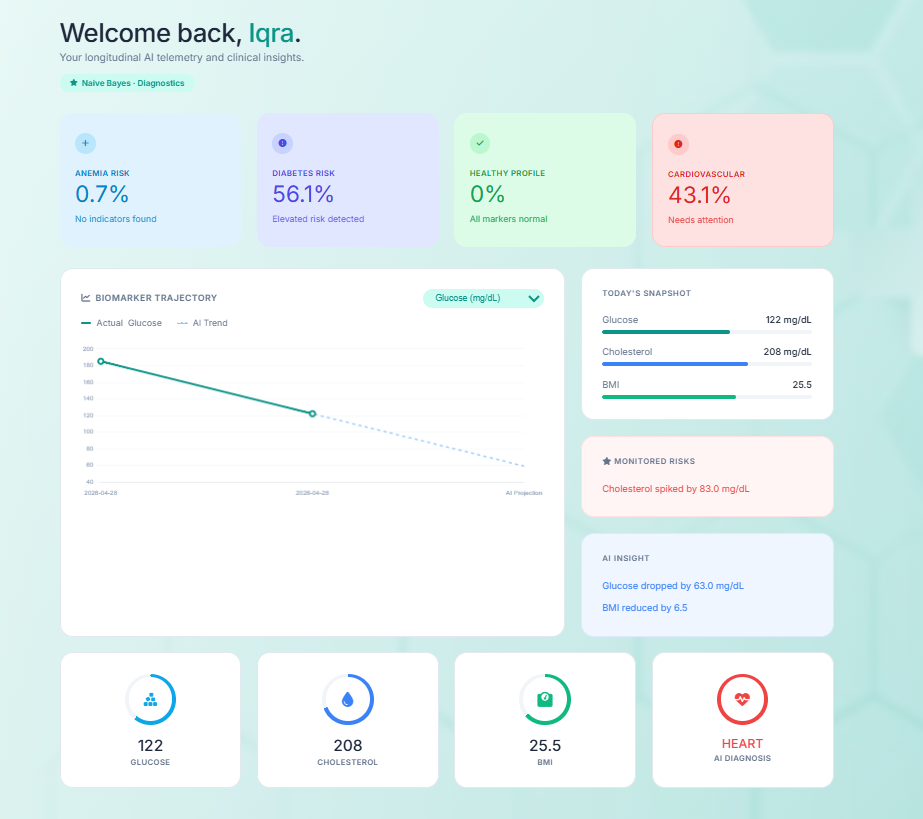 Welcome back, Iqra.
Your longitudinal AI telemetry and clinical insights.
Naive Bayes · Diagnostics
ANEMIA RISK
0.7%
No indicators found
DIABETES RISK
56.1%
Elevated risk detected
HEALTHY PROFILE
0%
All markers normal
CARDIOVASCULAR
43.1%
Needs attention
BIOMARKER TRAJECTORY
Glucose (mg/dL)
Actual Glucose
AI Trend
200
180
160
140
120
100
80
60
40
2026-04-28
2026-04-28
AI Projection
TODAY'S SNAPSHOT
Glucose 122 mg/dL
Cholesterol 208 mg/dL
BMI 25.5
MONITORED RISKS
Cholesterol spiked by 83.0 mg/dL
AI INSIGHT
Glucose dropped by 63.0 mg/dL
BMI reduced by 6.5
122
GLUCOSE
208
CHOLESTEROL
25.5
BMI
HEART
AI DIAGNOSIS